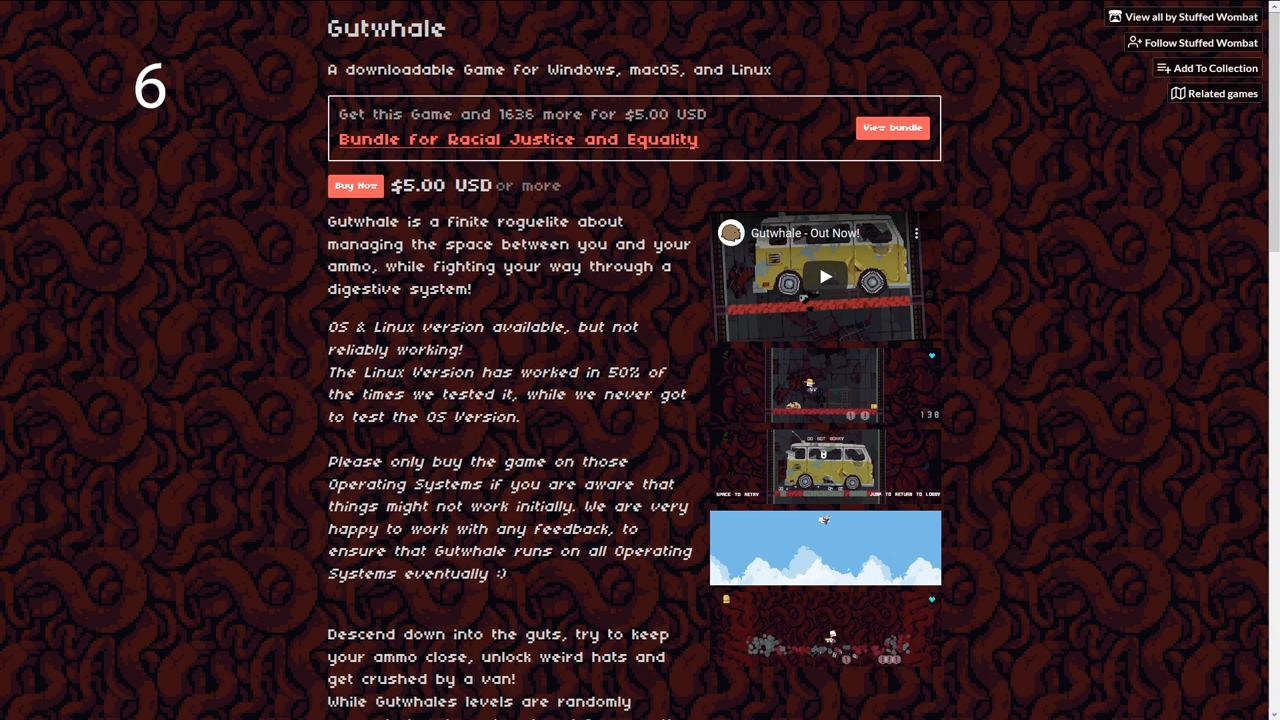 Gutwhale
View all by Stuffed Wombat
Follow Stuffed Wombat
Add To Collection
Related games
6
A downloadable Game for Windows, macOS, and Linux
Get this Game and 1636 more for $5.00 USD
Bundle for Racial Justice and Equality
View bundle
Buy Now $5.00 USD or more
Gutwhale is a finite roguelite about
managing the space between you and your
ammo, while fighting your way through a
digestive system!
OS & Linux version available, but not
reliably working!
The Linux Version has worked in 50% of
the times we tested it, while we never got
to test the OS Version.
Please only buy the game on those
Operating Systems if you are aware that
things might not work initially. We are very
happy to work with any feedback, to
ensure that Gutwhale runs on all Operating
Systems eventually :)
Descend down into the guts, try to keep
your ammo close, unlock weird hats and
get crushed by a van!
While Gutwhales levels are randomly
Gutwhale - Out Now!
138
DO NOT WORRY
SPACE TO RETRY
JUMP TO RETURN TO LOBBY